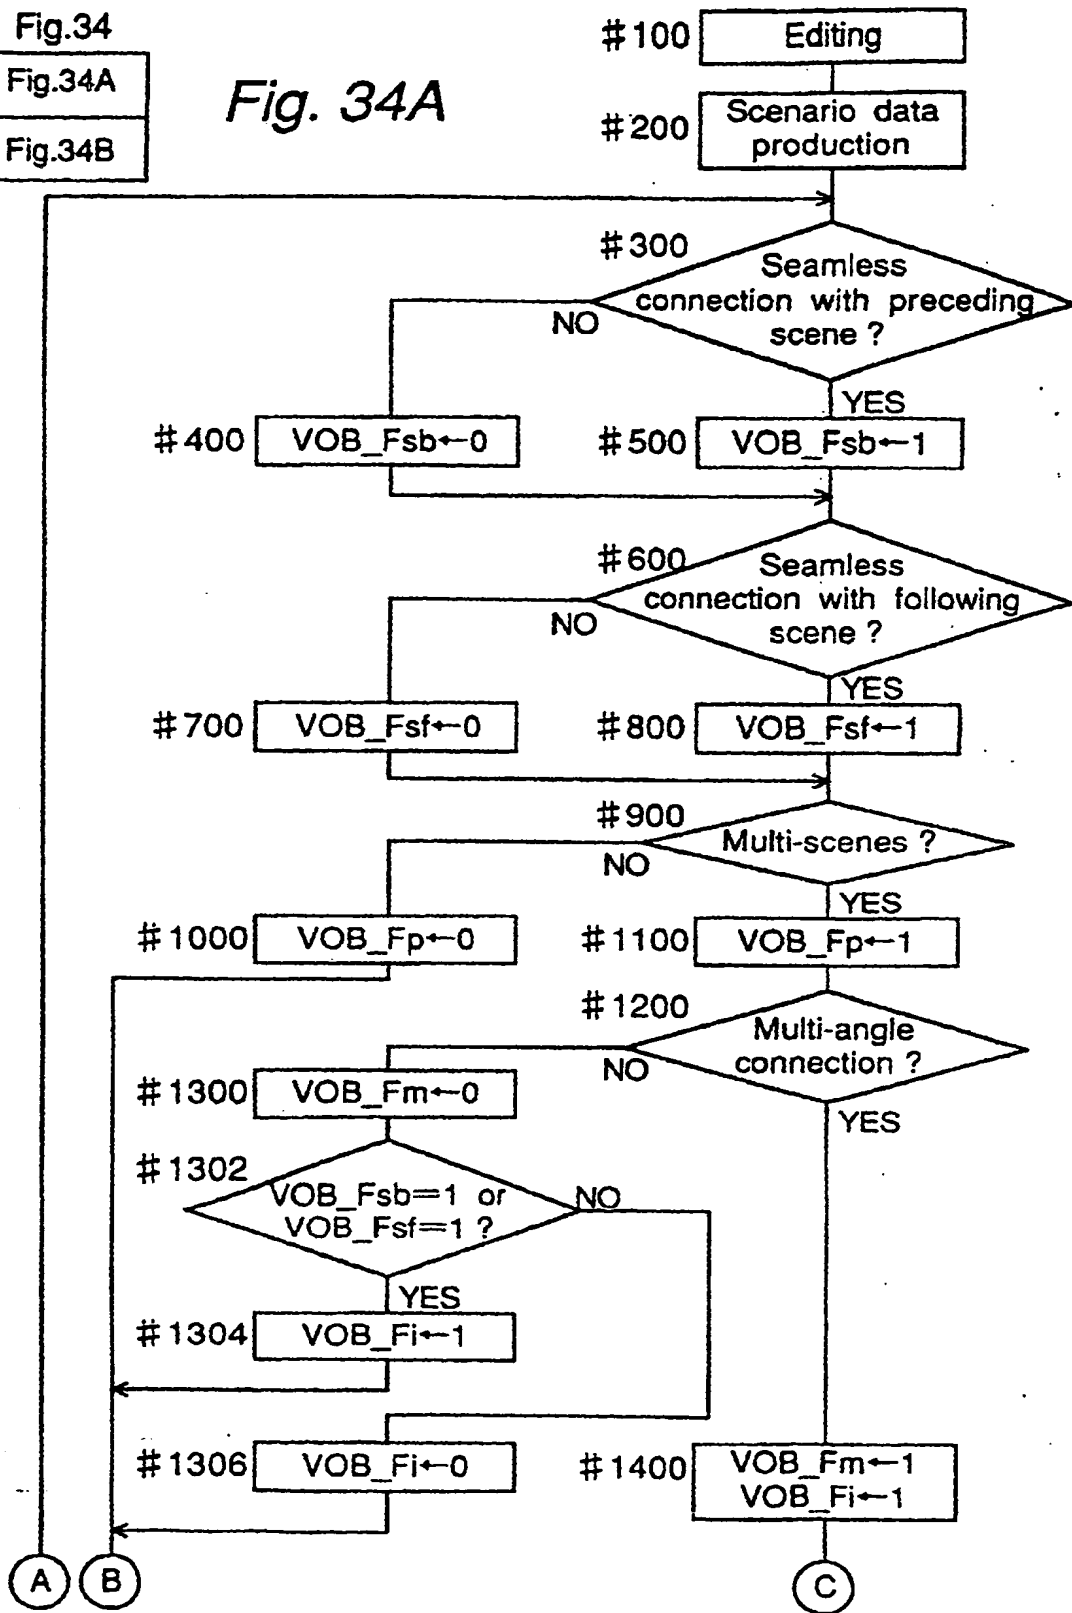 Fig.34
Fig.34A
Fig.34B
Fig. 34A
#100 Editing
#200 Scenario data
production
#300
Seamless
connection with preceding
scene ?
NO
YES
#400 VOB_Fsb←0
#500 VOB_Fsb←1
#600
Seamless
connection with following
scene ?
NO
YES
#700 VOB_Fsf←0
#800 VOB_Fsf←1
#900
Multi-scenes ?
NO
YES
#1000 VOB_Fp←0
#1100 VOB_Fp←1
#1200
Multi-angle
connection ?
NO
YES
#1300 VOB_Fm←0
#1302
VOB_Fsb=1 or
VOB_Fsf=1 ?
NO
YES
#1304 VOB_Fi←1
#1306 VOB_Fi←0
#1400 VOB_Fm←1
VOB_Fi←1
A
B
C